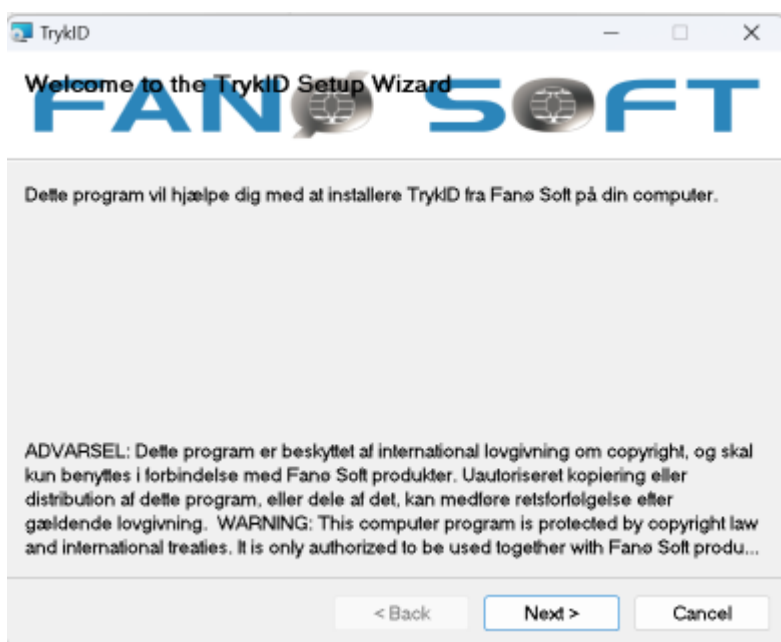 TrykID
Welcome to the TrykID Setup Wizard
FANØ SOFT
Dette program vil hjælpe dig med at installere TrykID fra Fanø Soft på din computer.
ADVARSEL: Dette program er beskyttet af international lovgivning om copyright, og skal
kun benyttes i forbindelse med Fanø Soft produkter. Uautoriseret kopiering eller
distribution af dette program, eller dele af det, kan medføre retsforfølgelse efter
gældende lovgivning.  WARNING: This computer program is protected by copyright law
and international treaties. It is only authorized to be used together with Fanø Soft produ...
< Back
Next >
Cancel